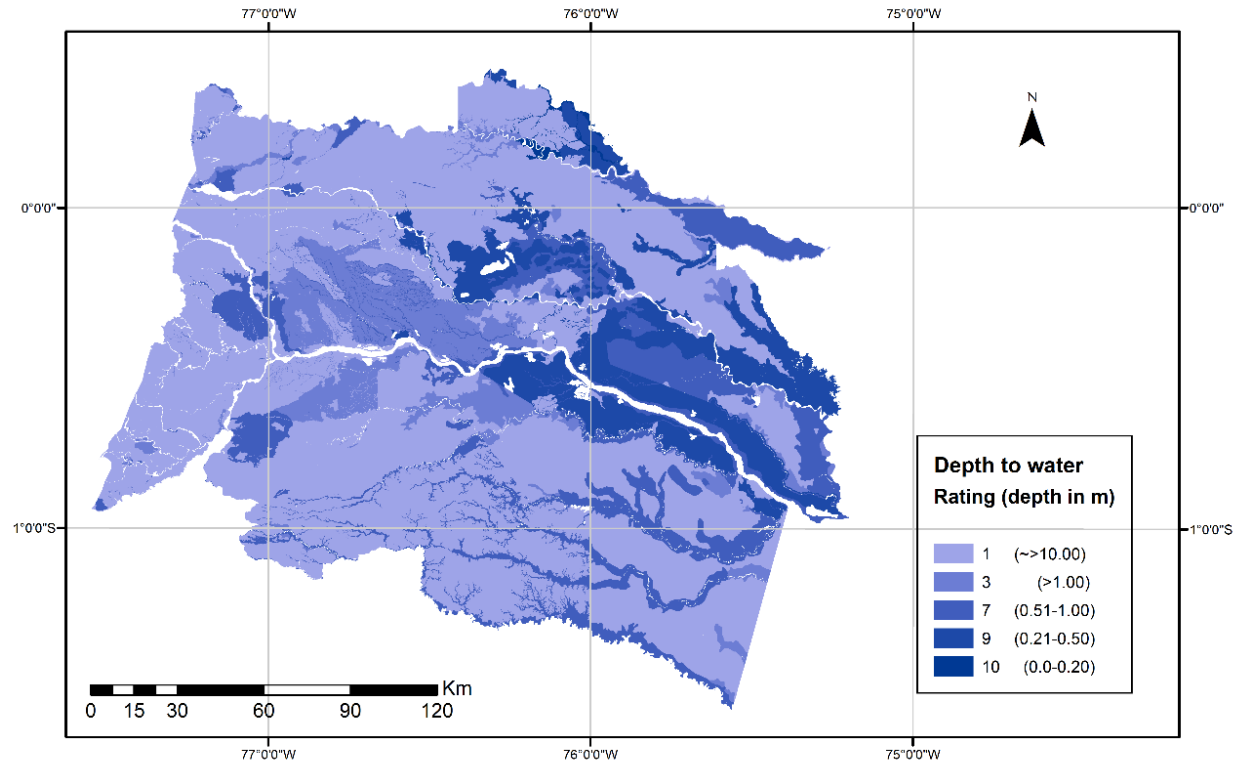 77°0'0"W 76°0'0"W 75°0'0"W
N
0°0'0" 0°0'0"
1°0'0"S 1°0'0"S
Depth to water
Rating (depth in m)
1 (~>10.00)
3 (>1.00)
7 (0.51-1.00)
9 (0.21-0.50)
10 (0.0-0.20)
Km
0 15 30 60 90 120
77°0'0"W 76°0'0"W 75°0'0"W